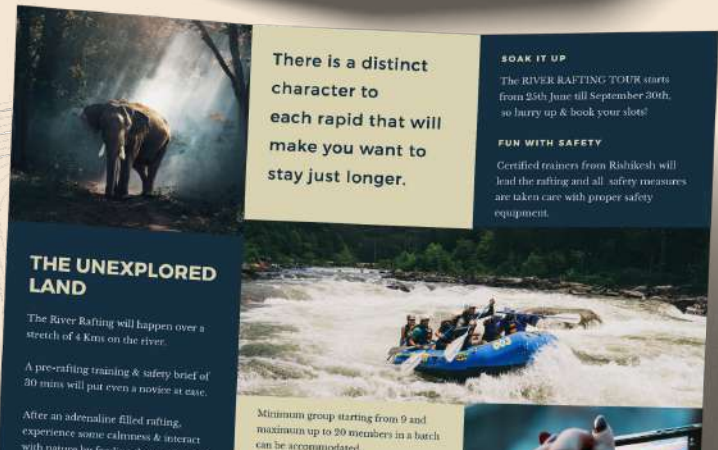 There is a distinct
character to
each rapid that will
make you want to
stay just longer.
SOAK IT UP
The RIVER RAFTING TOUR starts
from 25th June till September 30th,
so hurry up & book your slots!
FUN WITH SAFETY
Certified trainers from Rishikesh will
lead the rafting and all safety measures
are taken care with proper safety
equipment.
THE UNEXPLORED
LAND
The River Rafting will happen over a
stretch of 4 Kms on the river.
A pre-rafting training & safety brief of
30 mins will put even a novice at ease.
After an adrenaline filled rafting,
experience some calmness & interact
with nature by
Minimum group starting from 9 and
maximum up to 20 members in a batch
can be accommodated
003